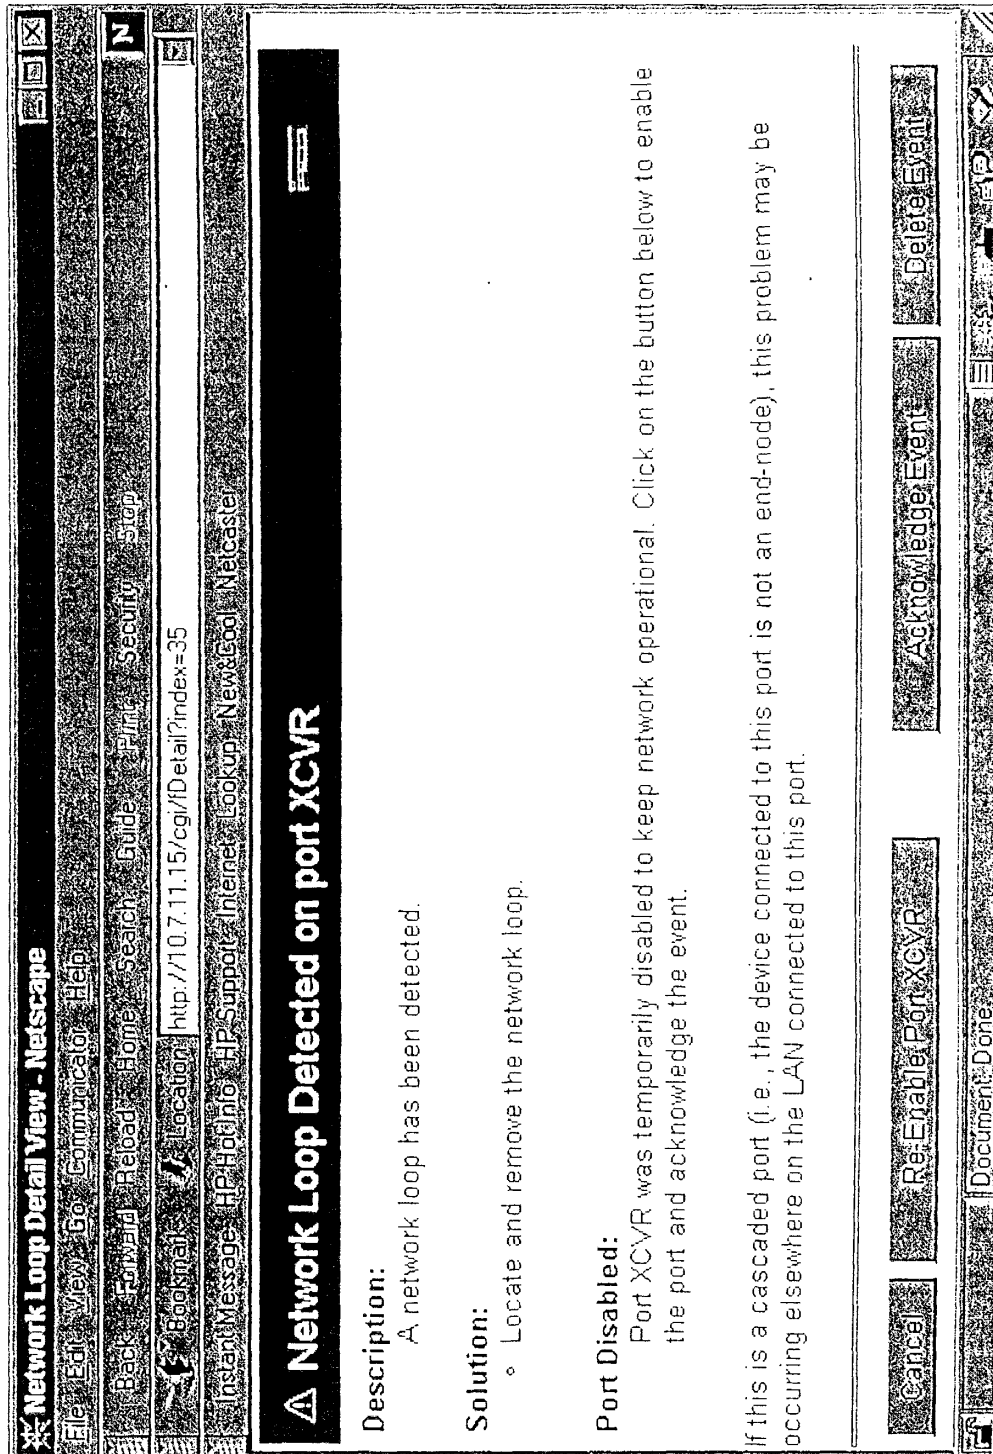 Network Loop Detail View - Netscape
File Edit View Go Communicator Help
Back Forward Reload Home Search Guide Print Security Stop
N
Bookmarks Location http://10.7.11.15/cgi/fDetail?index=35
Instant Message HP HotInfo HP Support Internet Lookup New&Cool Netcaster
Network Loop Detected on port XCVR
Description:
A network loop has been detected.
Solution:
Locate and remove the network loop.
Port Disabled:
Port XCVR was temporarily disabled to keep network operational. Click on the button below to enable
the port and acknowledge the event.
If this is a cascaded port (i.e., the device connected to this port is not an end-node), this problem may be
occurring elsewhere on the LAN connected to this port.
Cancel Re-Enable Port XCVR Acknowledge Event Delete Event
Document: Done